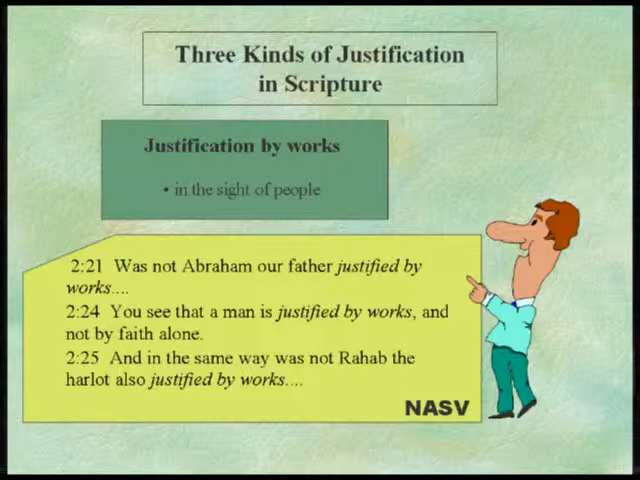 Three Kinds of Justification
in Scripture
Justification by works
• in the sight of people
2:21 Was not Abraham our father justified by
works....
2:24 You see that a man is justified by works, and
not by faith alone.
2:25 And in the same way was not Rahab the
harlot also justified by works....
NASV